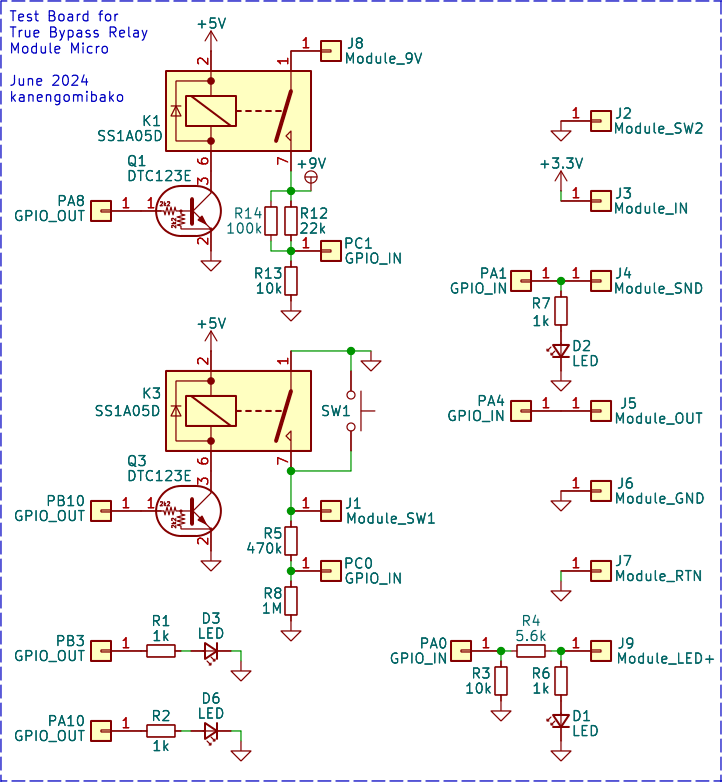 Test Board for
True Bypass Relay
Module Micro
June 2024
kanengomibako
+5V
2
1
1
J8
Module_9V
K1
SS1A05D
6
7
Q1
DTC123E
3
+9V
PA8
GPIO_OUT
1
1
2k2
2k2
2
R14
100k
R12
22k
1
PC1
GPIO_IN
R13
10k
1
J2
Module_SW2
+3.3V
1
J3
Module_IN
PA1
GPIO_IN
1
1
J4
Module_SND
R7
1k
D2
LED
+5V
2
1
K3
SS1A05D
SW1
6
7
PA4
GPIO_IN
1
1
J5
Module_OUT
Q3
DTC123E
3
PB10
GPIO_OUT
1
1
2k2
2k2
2
1
J1
Module_SW1
R5
470k
1
PC0
GPIO_IN
R8
1M
1
J6
Module_GND
1
J7
Module_RTN
PB3
GPIO_OUT
1
R1
1k
D3
LED
PA10
GPIO_OUT
1
R2
1k
D6
LED
PA0
GPIO_IN
1
R4
5.6k
1
J9
Module_LED+
R3
10k
R6
1k
D1
LED